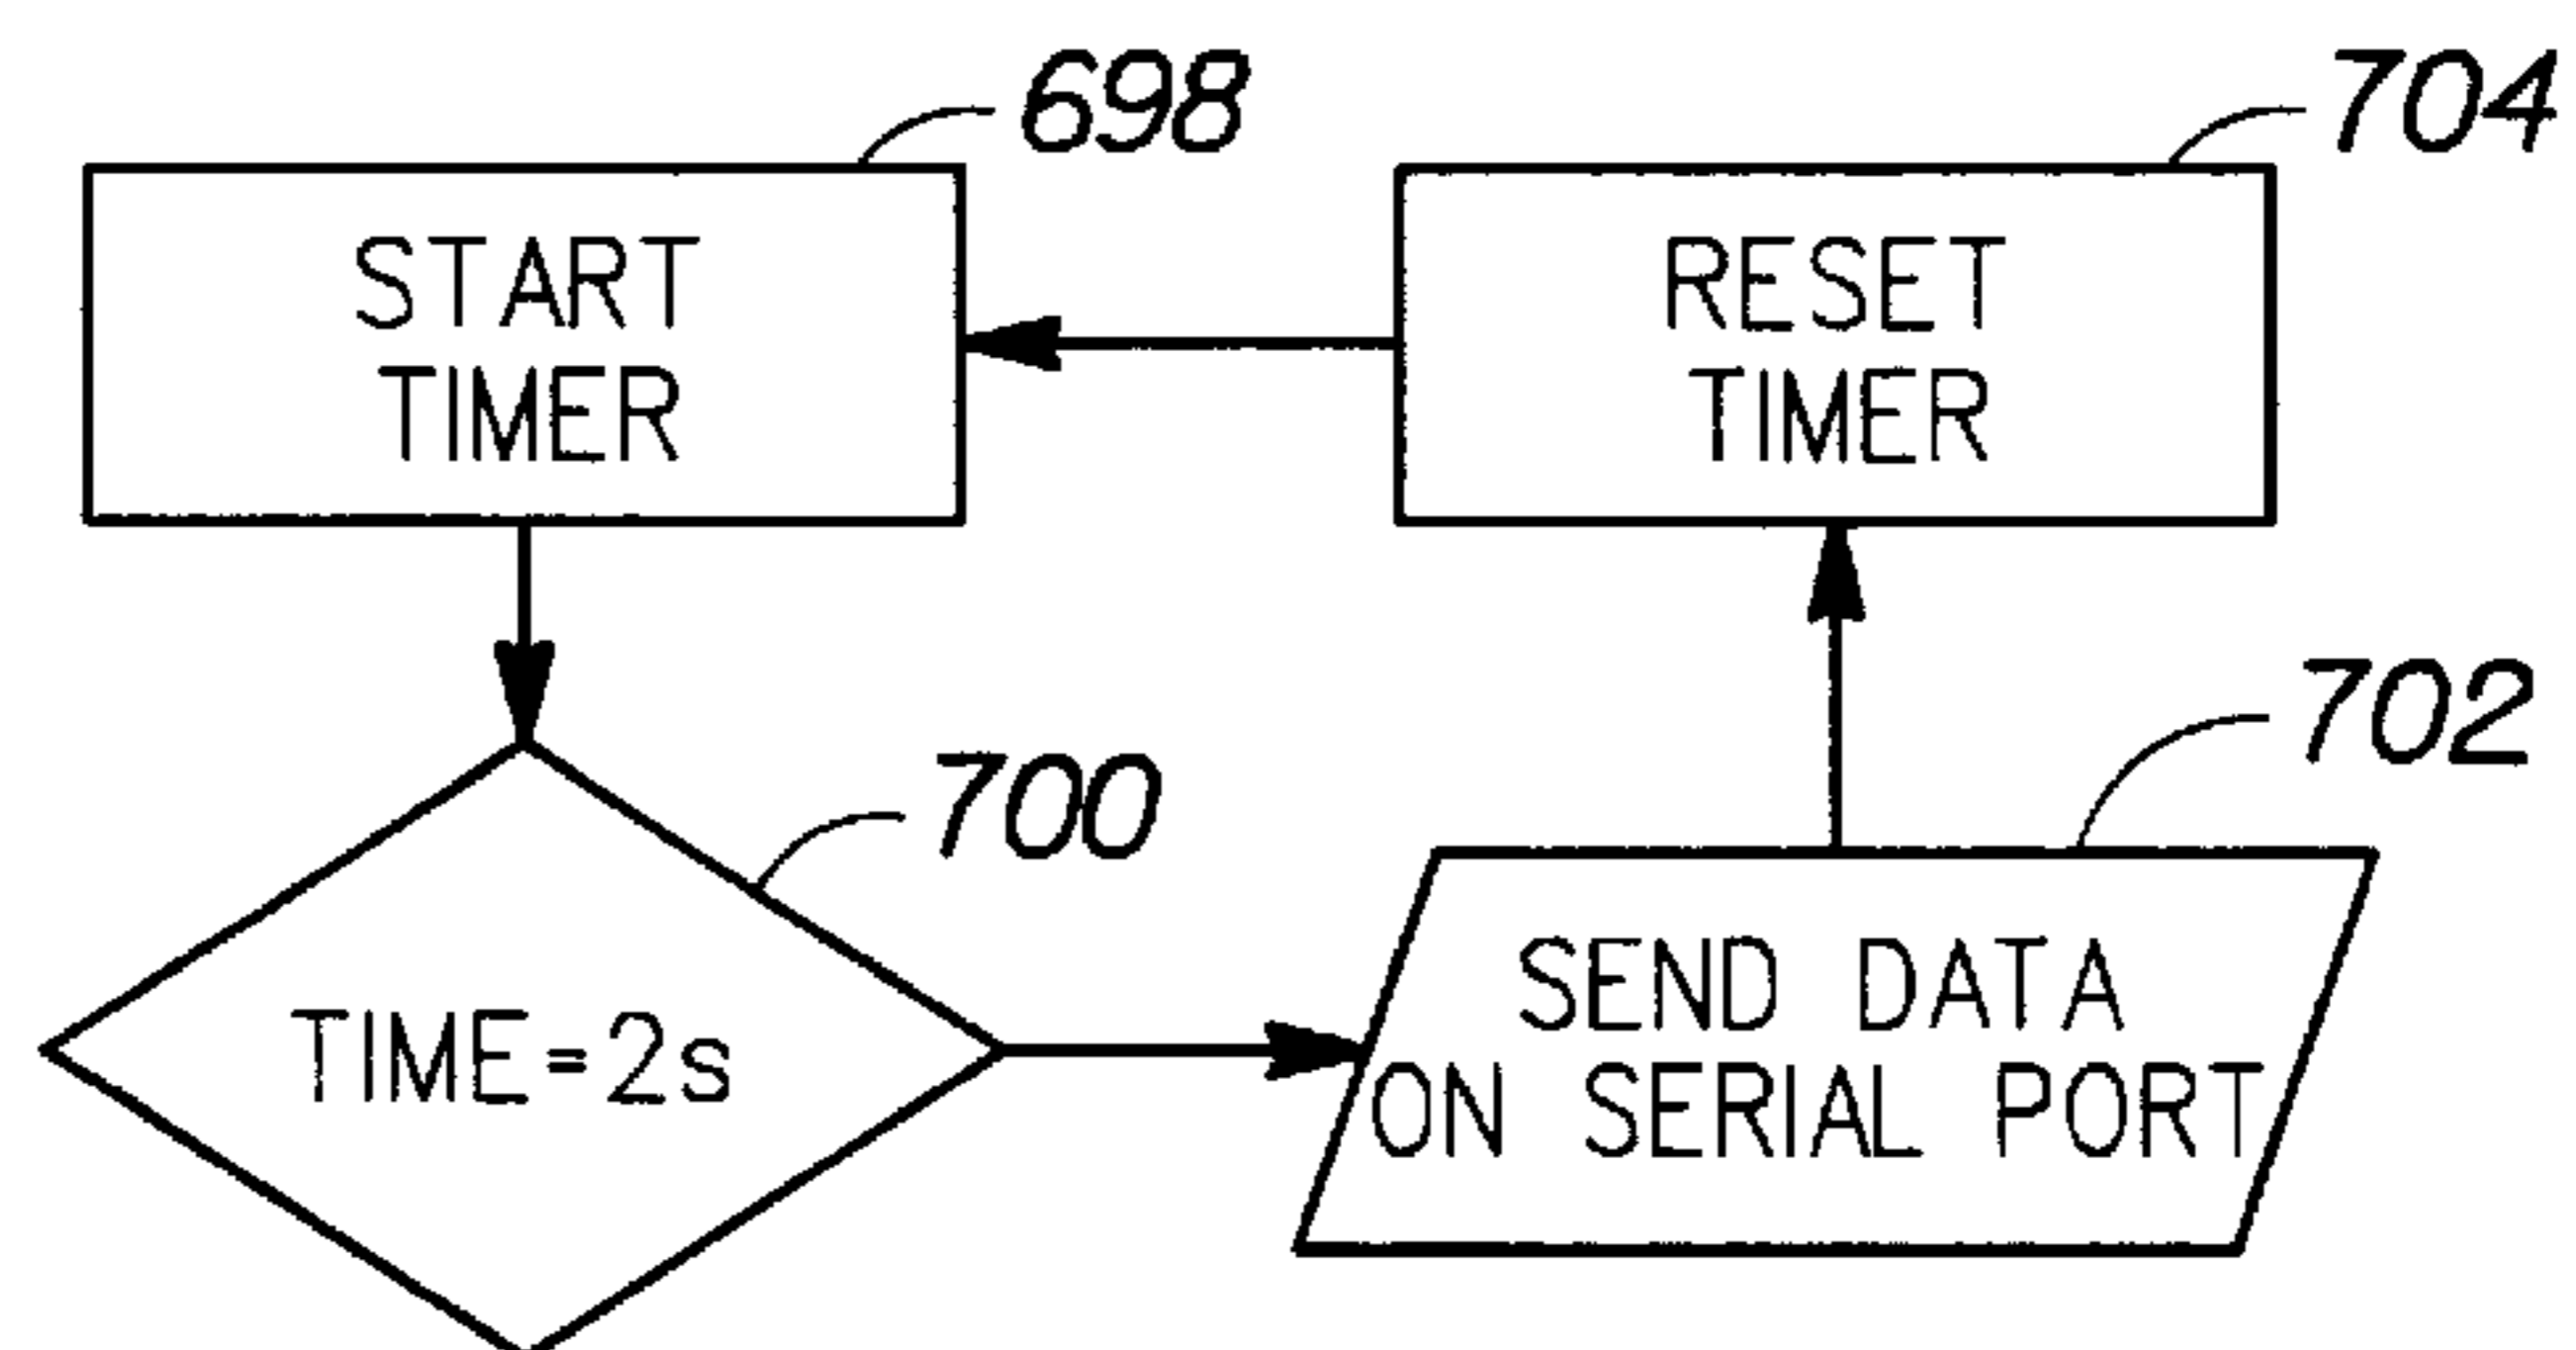 698
START
TIMER
704
RESET
TIMER
700
TIME=2s
702
SEND DATA
ON SERIAL PORT